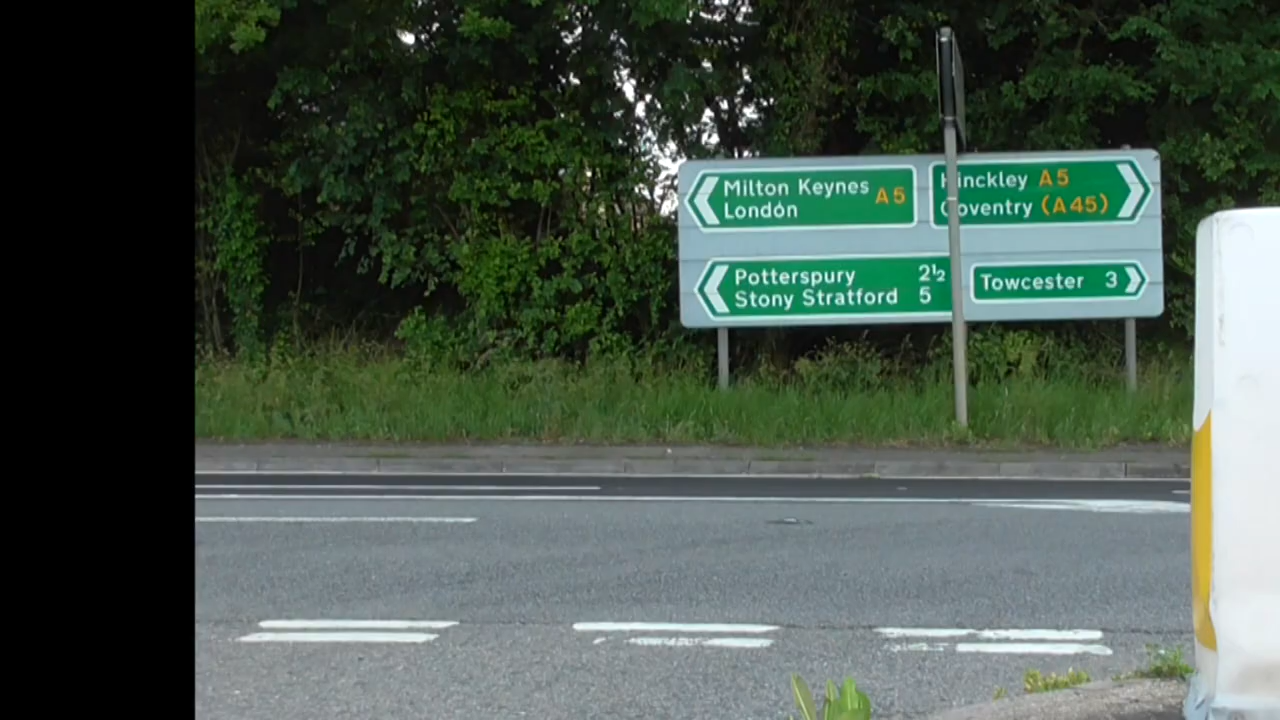 Milton Keynes A5
London
Hinckley A5
Coventry (A45)
Potterspury 2½
Stony Stratford 5
Towcester 3